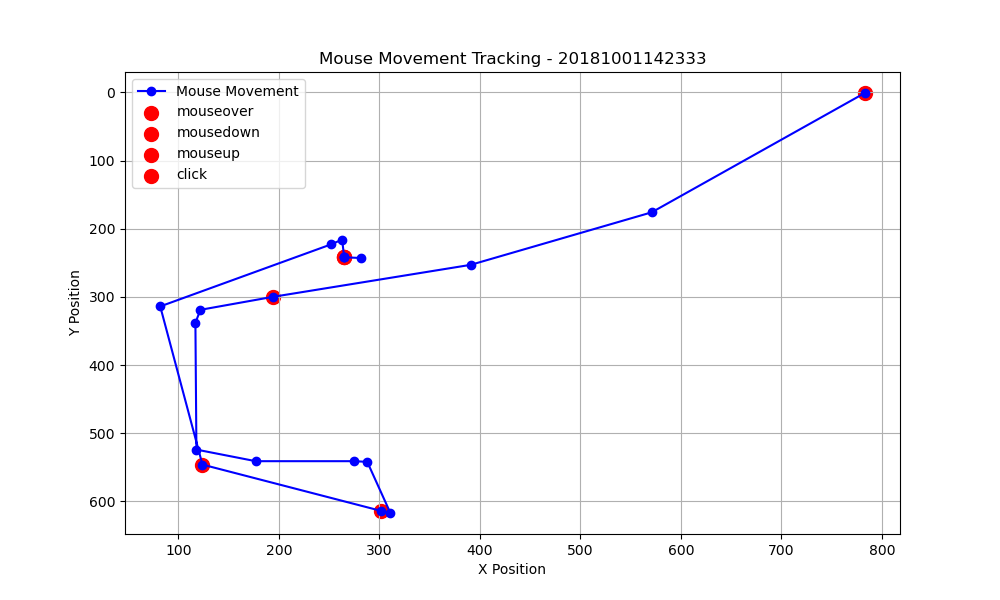 Mouse Movement Tracking - 20181001142333
Mouse Movement
mouseover
mousedown
mouseup
click
0
100
200
300
400
500
600
Y Position
100 200 300 400 500 600 700 800
X Position